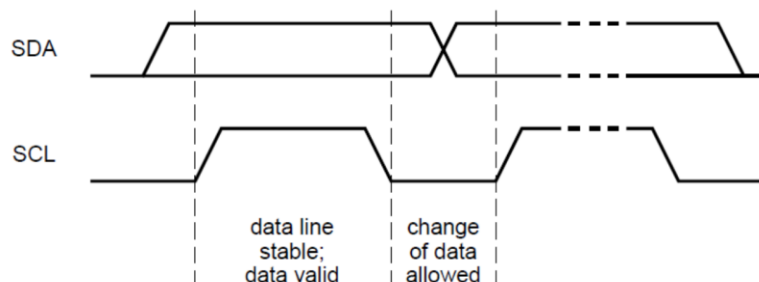 SDA
SCL
data line
stable;
data valid
change
of data
allowed